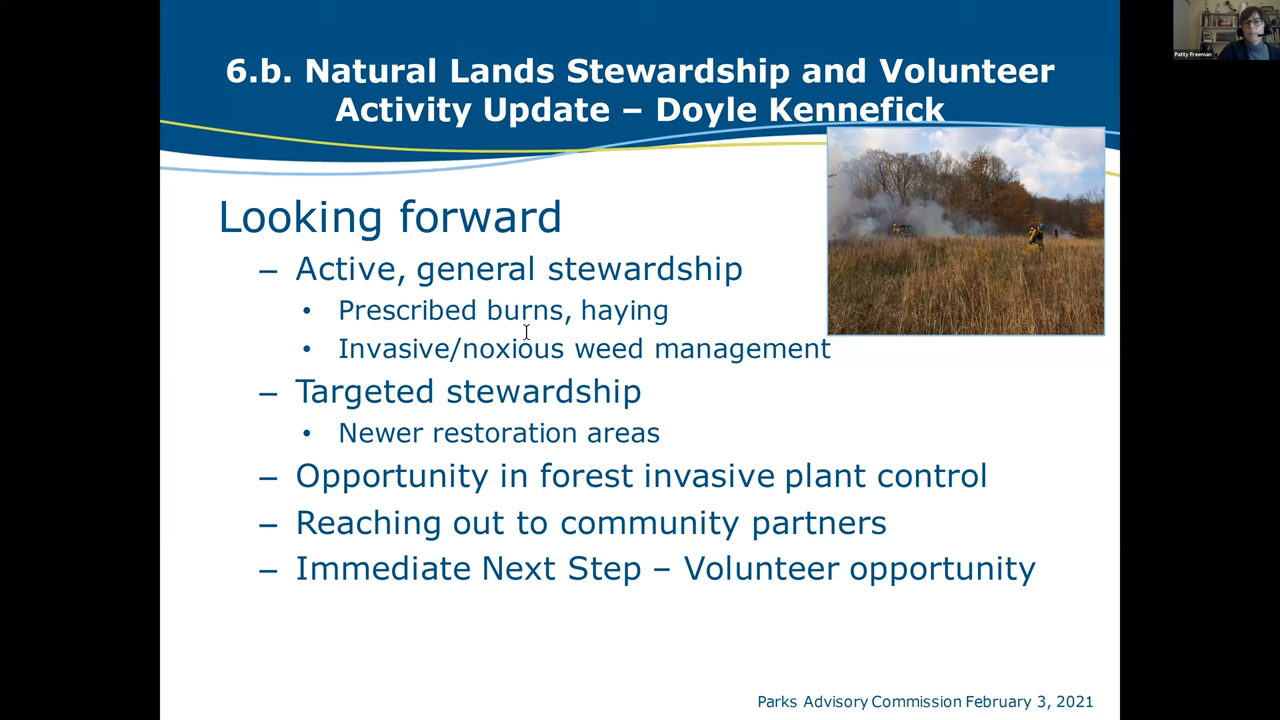 6.b. Natural Lands Stewardship and Volunteer
Activity Update – Doyle Kennefick
Looking forward
– Active, general stewardship
• Prescribed burns, haying
• Invasive/noxious weed management
– Targeted stewardship
• Newer restoration areas
– Opportunity in forest invasive plant control
– Reaching out to community partners
– Immediate Next Step – Volunteer opportunity
Parks Advisory Commission February 3, 2021
Patty Freeman